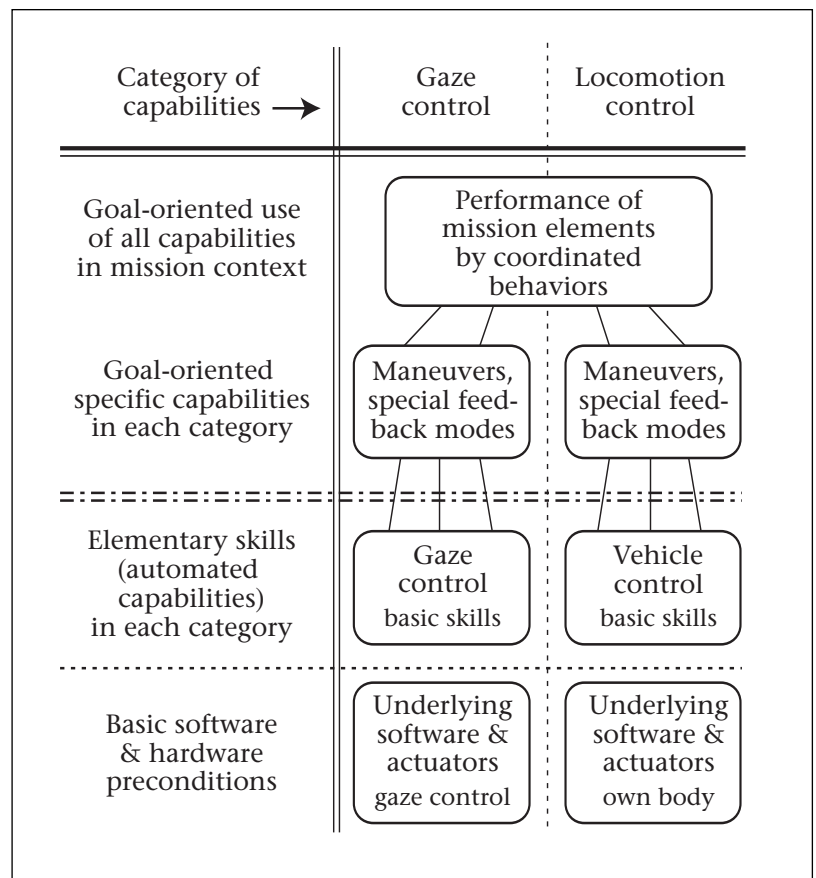 Category of
capabilities
Gaze
control
Locomotion
control
Goal-oriented use
of all capabilities
in mission context
Performance of
mission elements
by coordinated
behaviors
Goal-oriented
specific capabilities
in each category
Maneuvers,
special feed-
back modes
Maneuvers,
special feed-
back modes
Elementary skills
(automated
capabilities)
in each category
Gaze
control
basic skills
Vehicle
control
basic skills
Basic software
& hardware
preconditions
Underlying
software &
actuators
gaze control
Underlying
software &
actuators
own body